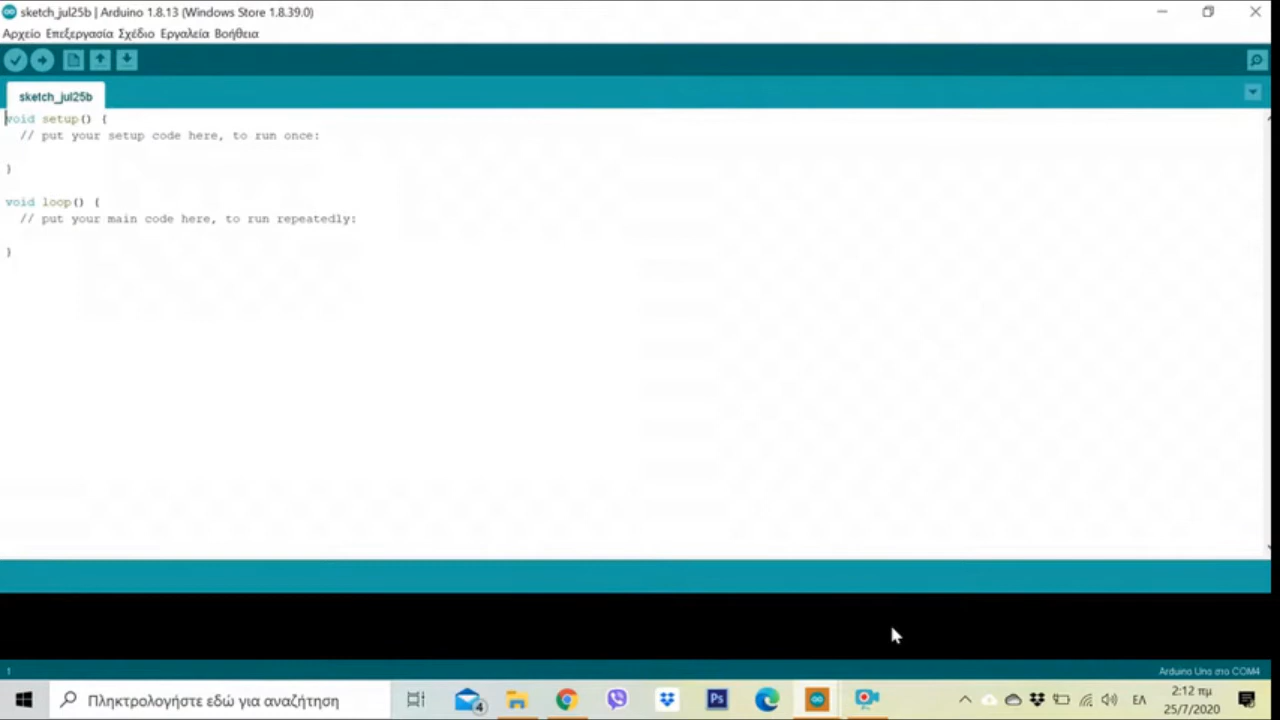 sketch_jul25b | Arduino 1.8.13 (Windows Store 1.8.39.0)
Αρχείο Επεξεργασία Σχέδιο Εργαλεία Βοήθεια
sketch_jul25b
void setup() {
  // put your setup code here, to run once:
}
void loop() {
  // put your main code here, to run repeatedly:
}
1
Arduino Uno στο COM4
Πληκτρολογήστε εδώ για αναζήτηση
4
Ps
ΕΛ
2:12 πμ
25/7/2020